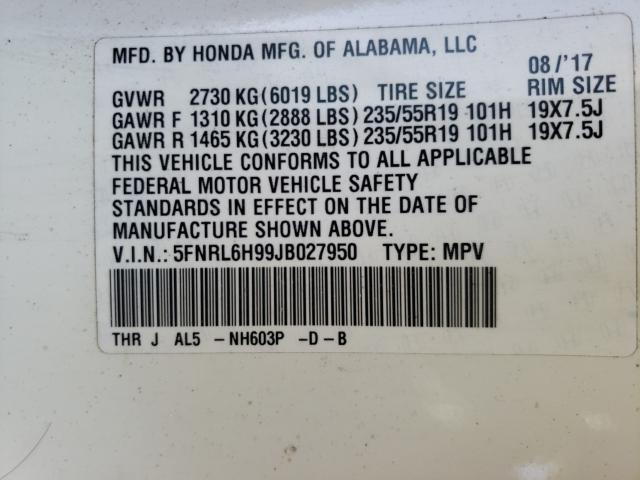 MFD. BY HONDA MFG. OF ALABAMA, LLC
08/'17
GVWR 2730 KG(6019 LBS) TIRE SIZE RIM SIZE
GAWR F 1310 KG(2888 LBS) 235/55R19 101H 19X7.5J
GAWR R 1465 KG(3230 LBS) 235/55R19 101H 19X7.5J
THIS VEHICLE CONFORMS TO ALL APPLICABLE
FEDERAL MOTOR VEHICLE SAFETY
STANDARDS IN EFFECT ON THE DATE OF
MANUFACTURE SHOWN ABOVE.
V.I.N.: 5FNRL6H99JB027950 TYPE: MPV
THR J AL5 -NH603P -D-B